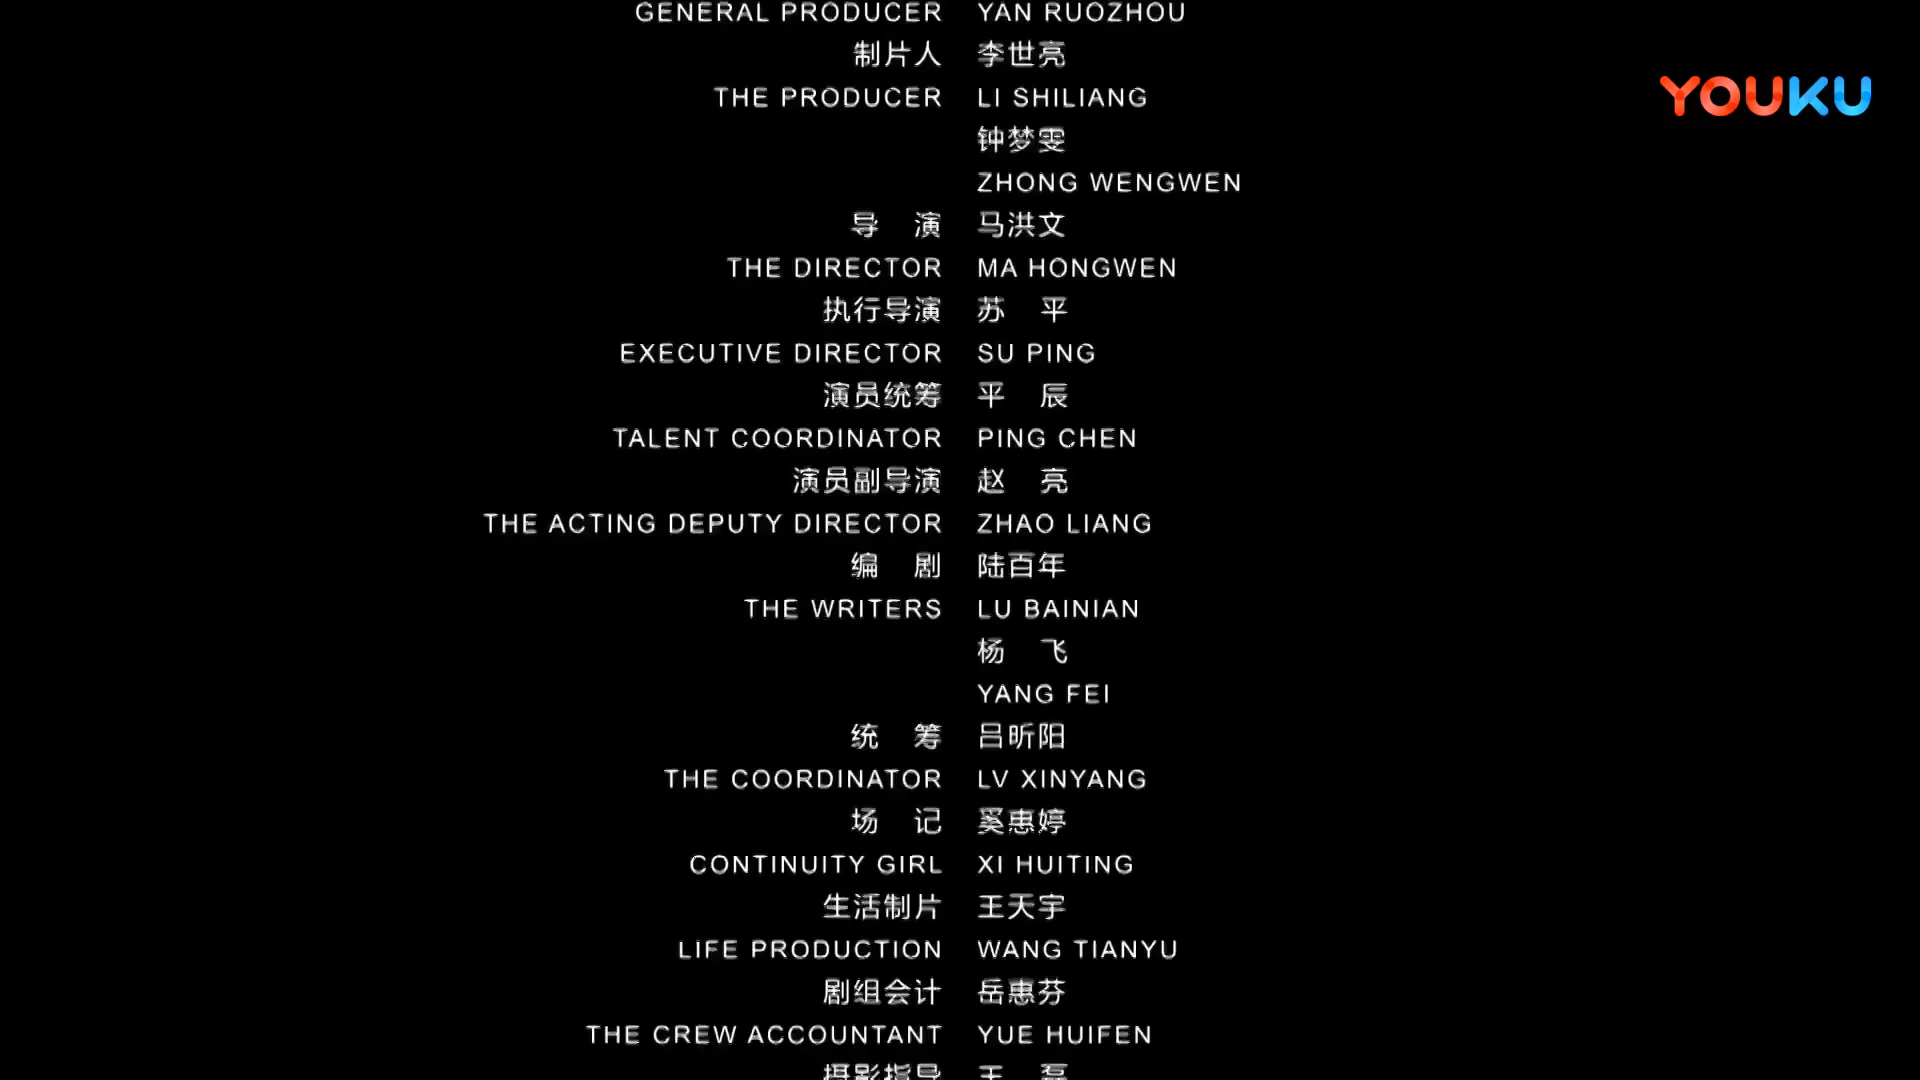 GENERAL PRODUCER YAN RUOZHOU
制片人 李世亮
YOUKU
THE PRODUCER LI SHILIANG
钟梦雯
ZHONG WENGWEN
导 演 马洪文
THE DIRECTOR MA HONGWEN
执行导演 苏 平
EXECUTIVE DIRECTOR SU PING
演员统筹 平 辰
TALENT COORDINATOR PING CHEN
演员副导演 赵 亮
THE ACTING DEPUTY DIRECTOR ZHAO LIANG
编 剧 陆百年
THE WRITERS LU BAINIAN
杨 飞
YANG FEI
统 筹 吕昕阳
THE COORDINATOR LV XINYANG
场 记 奚惠婷
CONTINUITY GIRL XI HUITING
生活制片 王天宇
LIFE PRODUCTION WANG TIANYU
剧组会计 岳惠芬
THE CREW ACCOUNTANT YUE HUIFEN
摄影指导 王 磊